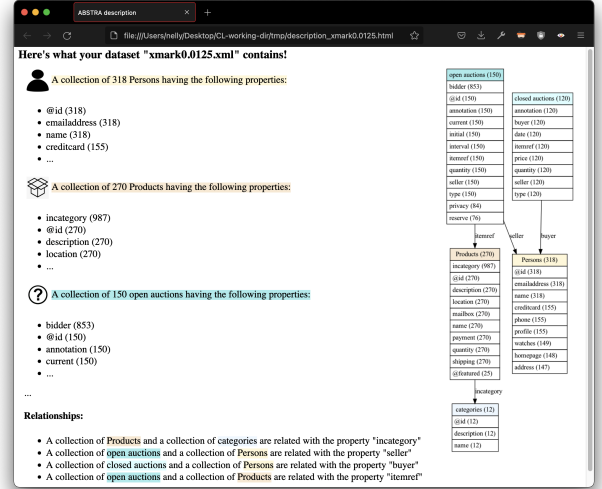 ABSTRA description
file:///Users/nelly/Desktop/CL-working-dir/tmp/description_xmark0.0125.html
Here's what your dataset "xmark0.0125.xml" contains!
A collection of 318 Persons having the following properties:
• @id (318)
• emailaddress (318)
• name (318)
• creditcard (155)
• ...
A collection of 270 Products having the following properties:
• incategory (987)
• @id (270)
• description (270)
• location (270)
• ...
? A collection of 150 open auctions having the following properties:
• bidder (853)
• @id (150)
• annotation (150)
• current (150)
• ...
...
Relationships:
• A collection of Products and a collection of categories are related with the property "incategory"
• A collection of open auctions and a collection of Persons are related with the property "seller"
• A collection of closed auctions and a collection of Persons are related with the property "buyer"
• A collection of open auctions and a collection of Products are related with the property "itemref"
open auctions (150)
bidder (853)
@id (150)
annotation (150)
current (150)
initial (150)
interval (150)
itemref (150)
quantity (150)
seller (150)
type (150)
privacy (84)
reserve (76)
closed auctions (120)
annotation (120)
buyer (120)
date (120)
itemref (120)
price (120)
quantity (120)
seller (120)
type (120)
itemref
seller
buyer
Products (270)
incategory (987)
@id (270)
description (270)
location (270)
mailbox (270)
name (270)
payment (270)
quantity (270)
shipping (270)
@featured (25)
Persons (318)
@id (318)
emailaddress (318)
name (318)
creditcard (155)
phone (155)
profile (155)
watches (149)
homepage (148)
address (147)
incategory
categories (12)
@id (12)
description (12)
name (12)